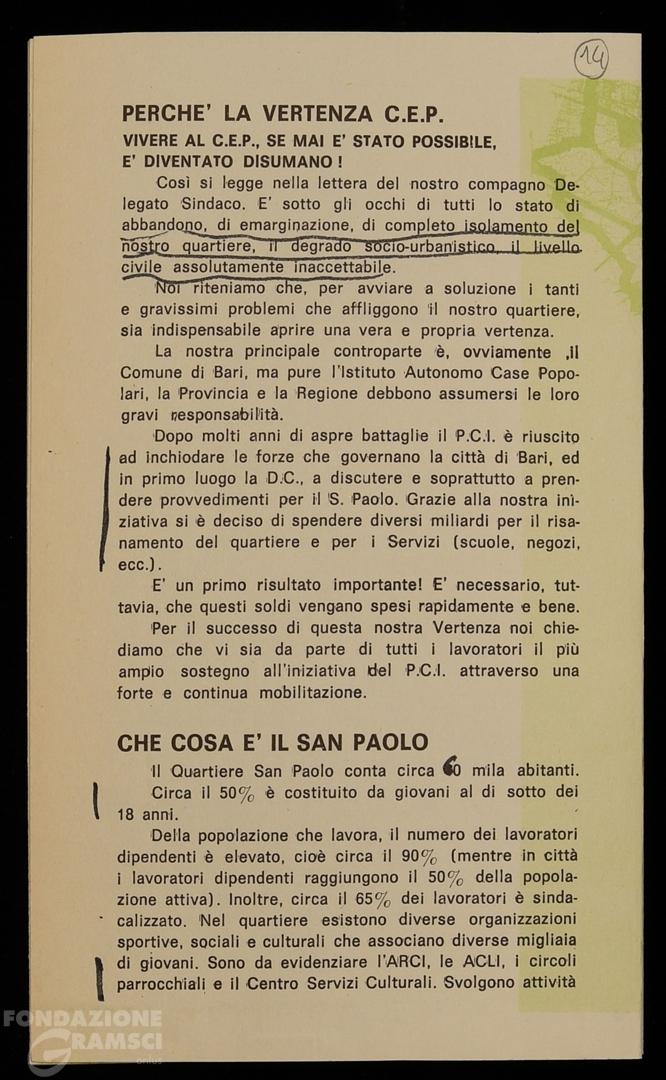 14
PERCHE' LA VERTENZA C.E.P.
VIVERE AL C.E.P., SE MAI E' STATO POSSIBILE,
E' DIVENTATO DISUMANO !
Così si legge nella lettera del nostro compagno De-
legato Sindaco. E' sotto gli occhi di tutti lo stato di
abbandono, di emarginazione, di completo isolamento del
nostro quartiere, il degrado socio-urbanistico, il livello
civile assolutamente inaccettabile.
Noi riteniamo che, per avviare a soluzione i tanti
e gravissimi problemi che affliggono il nostro quartiere,
sia indispensabile aprire una vera e propria vertenza.
La nostra principale controparte è, ovviamente ,il
Comune di Bari, ma pure l'Istituto Autonomo Case Popo-
lari, la Provincia e la Regione debbono assumersi le loro
gravi responsabilità.
Dopo molti anni di aspre battaglie il P.C.I. è riuscito
ad inchiodare le forze che governano la città di Bari, ed
in primo luogo la D.C., a discutere e soprattutto a pren-
dere provvedimenti per il S. Paolo. Grazie alla nostra ini-
ziativa si è deciso di spendere diversi miliardi per il risa-
namento del quartiere e per i Servizi (scuole, negozi,
ecc.).
E' un primo risultato importante! E' necessario, tut-
tavia, che questi soldi vengano spesi rapidamente e bene.
Per il successo di questa nostra Vertenza noi chie-
diamo che vi sia da parte di tutti i lavoratori il più
ampio sostegno all'iniziativa del P.C.I. attraverso una
forte e continua mobilitazione.
CHE COSA E' IL SAN PAOLO
Il Quartiere San Paolo conta circa 60 mila abitanti.
Circa il 50% è costituito da giovani al di sotto dei
18 anni.
Della popolazione che lavora, il numero dei lavoratori
dipendenti è elevato, cioè circa il 90% (mentre in città
i lavoratori dipendenti raggiungono il 50% della popola-
zione attiva). Inoltre, circa il 65% dei lavoratori è sinda-
calizzato. Nel quartiere esistono diverse organizzazioni
sportive, sociali e culturali che associano diverse migliaia
di giovani. Sono da evidenziare l'ARCI, le ACLI, i circoli
parrocchiali e il Centro Servizi Culturali. Svolgono attività
FONDAZIONE
GRAMSCI
onlus